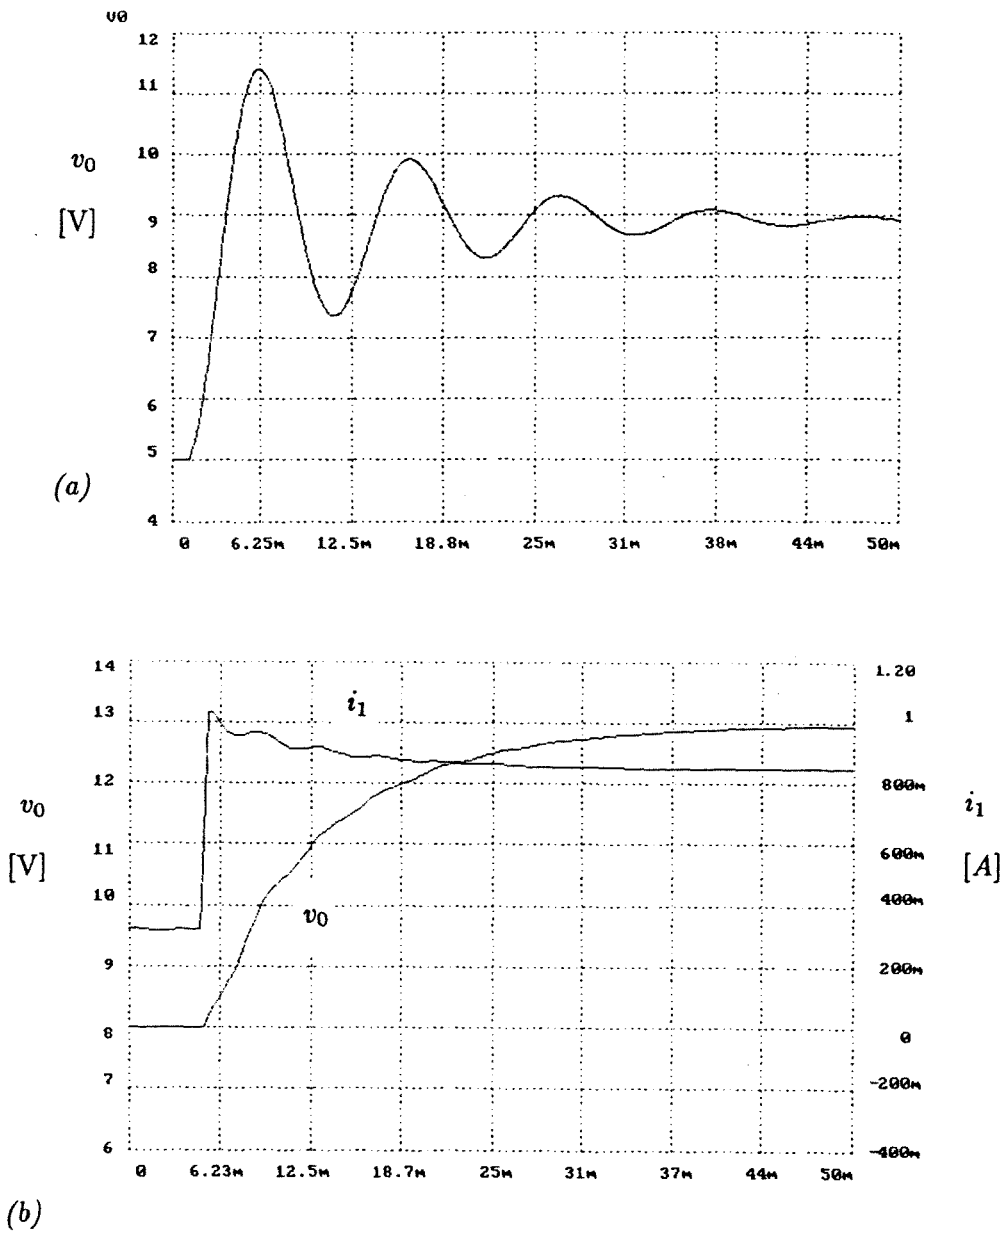 v0
12
11
10
v0
[V]
9
8
7
6
5
(a)
4
0 6.25m 12.5m 18.8m 25m 31m 38m 44m 50m
14 1.20
i1
13 1
12 800m
v0 i1
11 600m
[V] [A]
10 400m
v0
9 200m
8 0
7 -200m
6 -400m
0 6.23m 12.5m 18.7m 25m 31m 37m 44m 50m
(b)